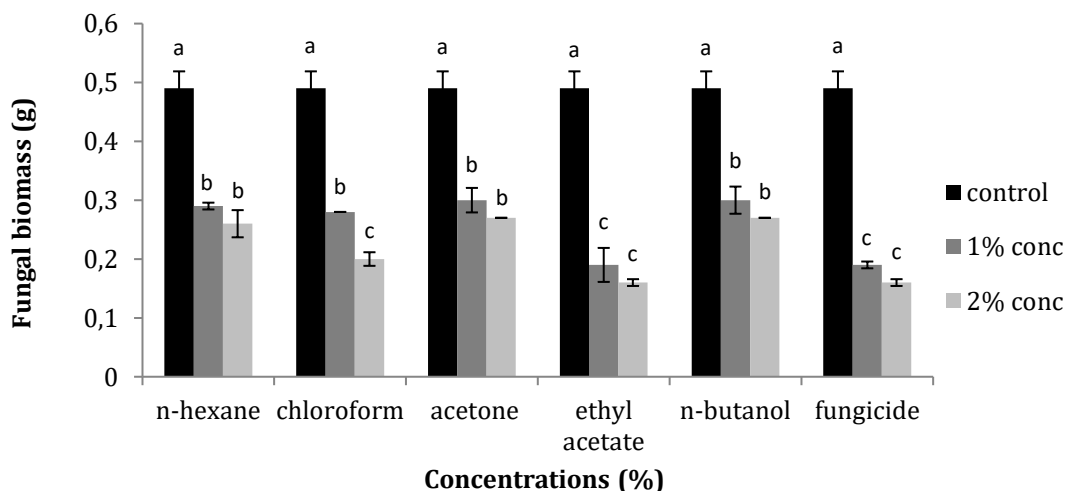 Fungal biomass (g)
0,6
0,5
0,4
0,3
0,2
0,1
0
a a a a a a
b b
b c
b b
c c
b b
c c
n-hexane chloroform acetone ethyl acetate n-butanol fungicide
Concentrations (%)
control
1% conc
2% conc